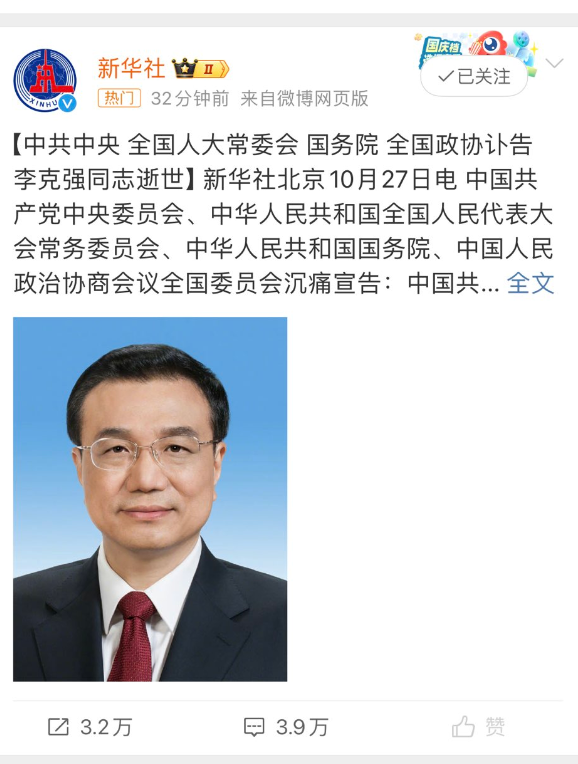 新华社 II
国庆档
XINHUA
已关注
热门 32分钟前 来自微博网页版
【中共中央 全国人大常委会 国务院 全国政协讣告
李克强同志逝世】新华社北京10月27日电 中国共
产党中央委员会、中华人民共和国全国人民代表大
会常务委员会、中华人民共和国国务院、中国人民
政治协商会议全国委员会沉痛宣告：中国共... 全文
3.2万 3.9万 赞